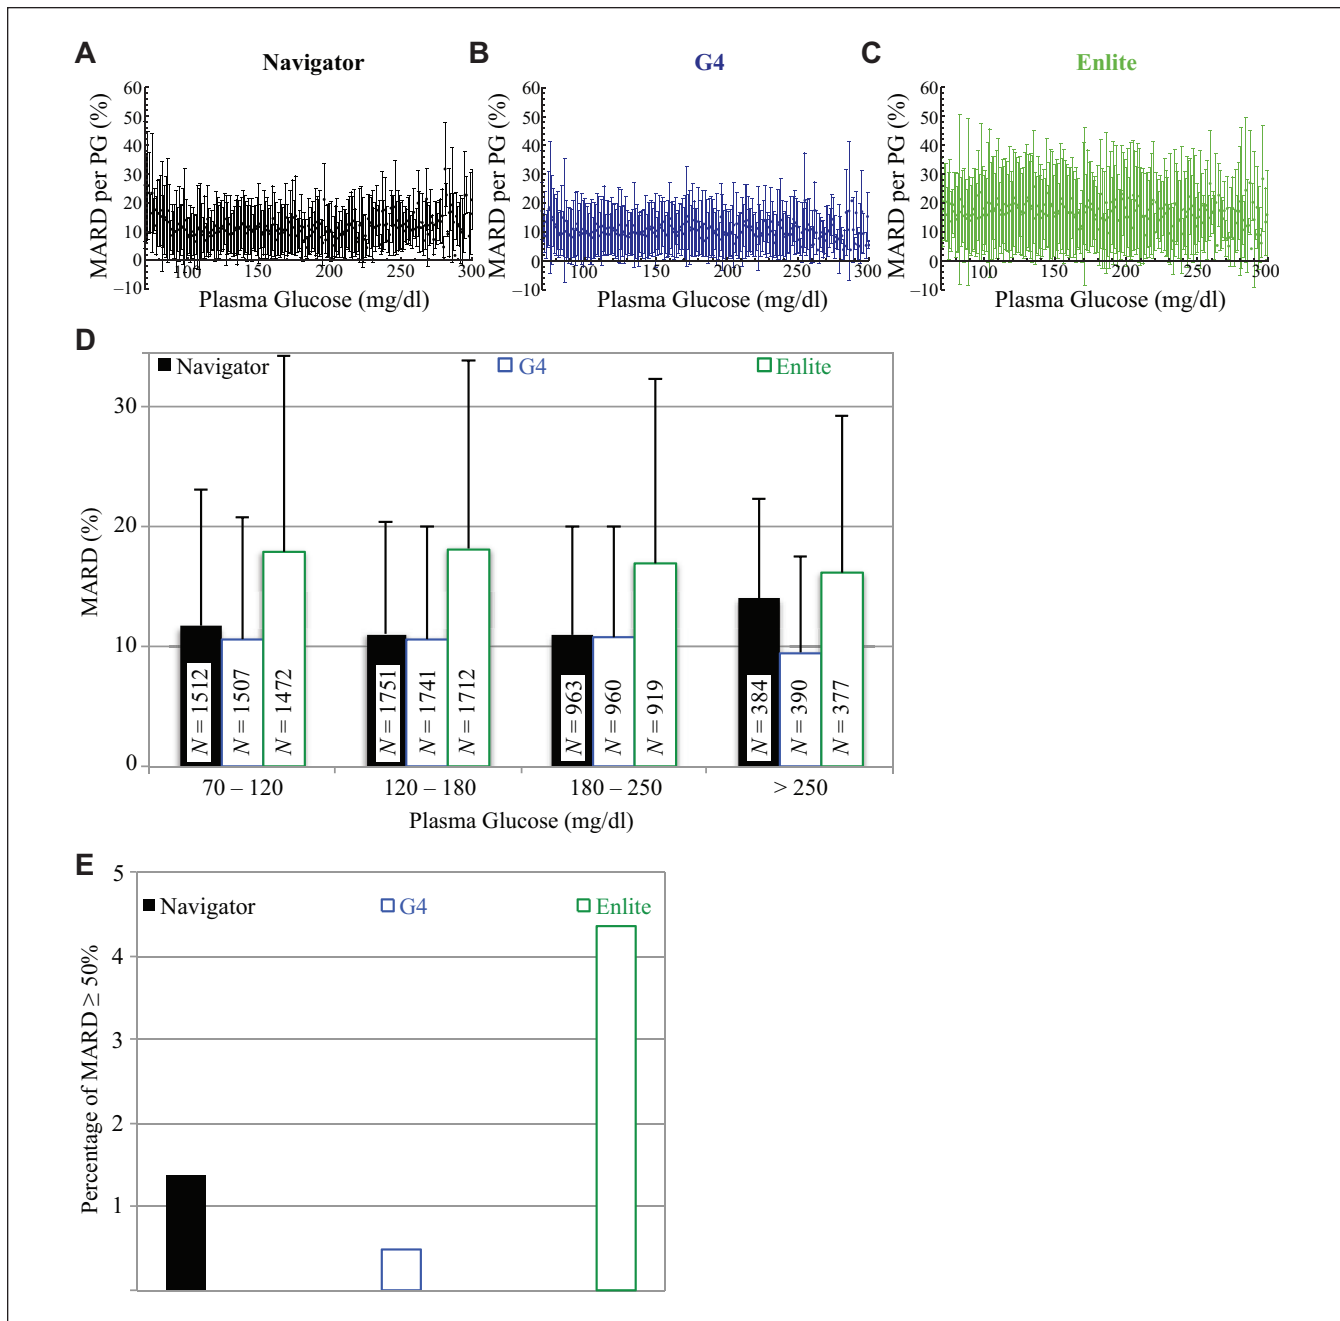 A
Navigator
MARD per PG (%)
60
50
40
30
20
10
0
–10
100
150
200
250
300
Plasma Glucose (mg/dl)
B
G4
MARD per PG (%)
60
50
40
30
20
10
0
–10
100
150
200
250
300
Plasma Glucose (mg/dl)
C
Enlite
MARD per PG (%)
60
50
40
30
20
10
0
–10
100
150
200
250
300
Plasma Glucose (mg/dl)
D
Navigator
G4
Enlite
MARD (%)
30
20
10
0
N = 1512
N = 1507
N = 1472
N = 1751
N = 1741
N = 1712
N = 963
N = 960
N = 919
N = 384
N = 390
N = 377
70 – 120
120 – 180
180 – 250
> 250
Plasma Glucose (mg/dl)
E
Navigator
G4
Enlite
Percentage of MARD ≥ 50%
5
4
3
2
1